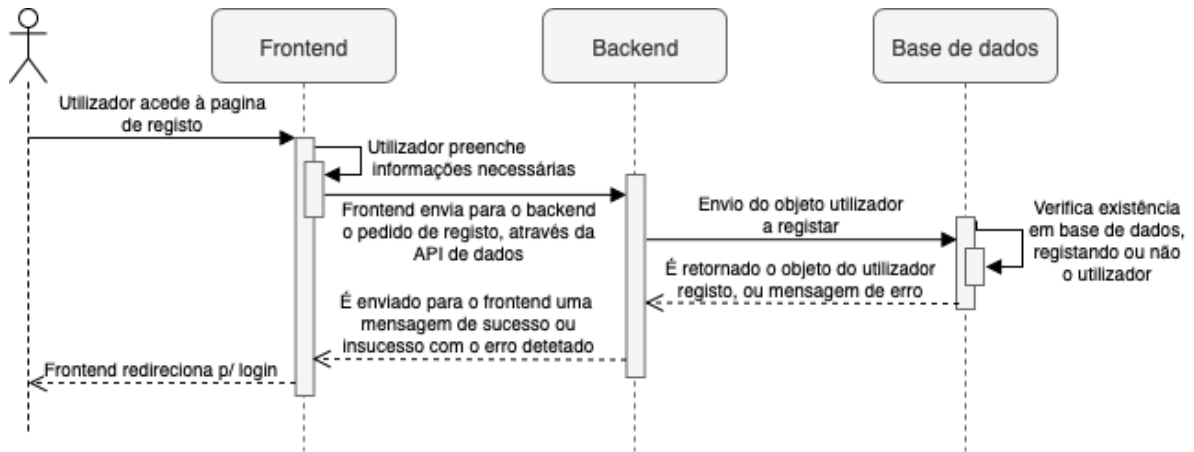 Frontend
Backend
Base de dados
Utilizador acede à pagina
de registo
Utilizador preenche
informações necessárias
Frontend envia para o backend
o pedido de registo, através da
API de dados
Envio do objeto utilizador
a registar
Verifica existência
em base de dados,
registando ou não
o utilizador
É retornado o objeto do utilizador
registo, ou mensagem de erro
É enviado para o frontend uma
mensagem de sucesso ou
insucesso com o erro detetado
Frontend redireciona p/ login